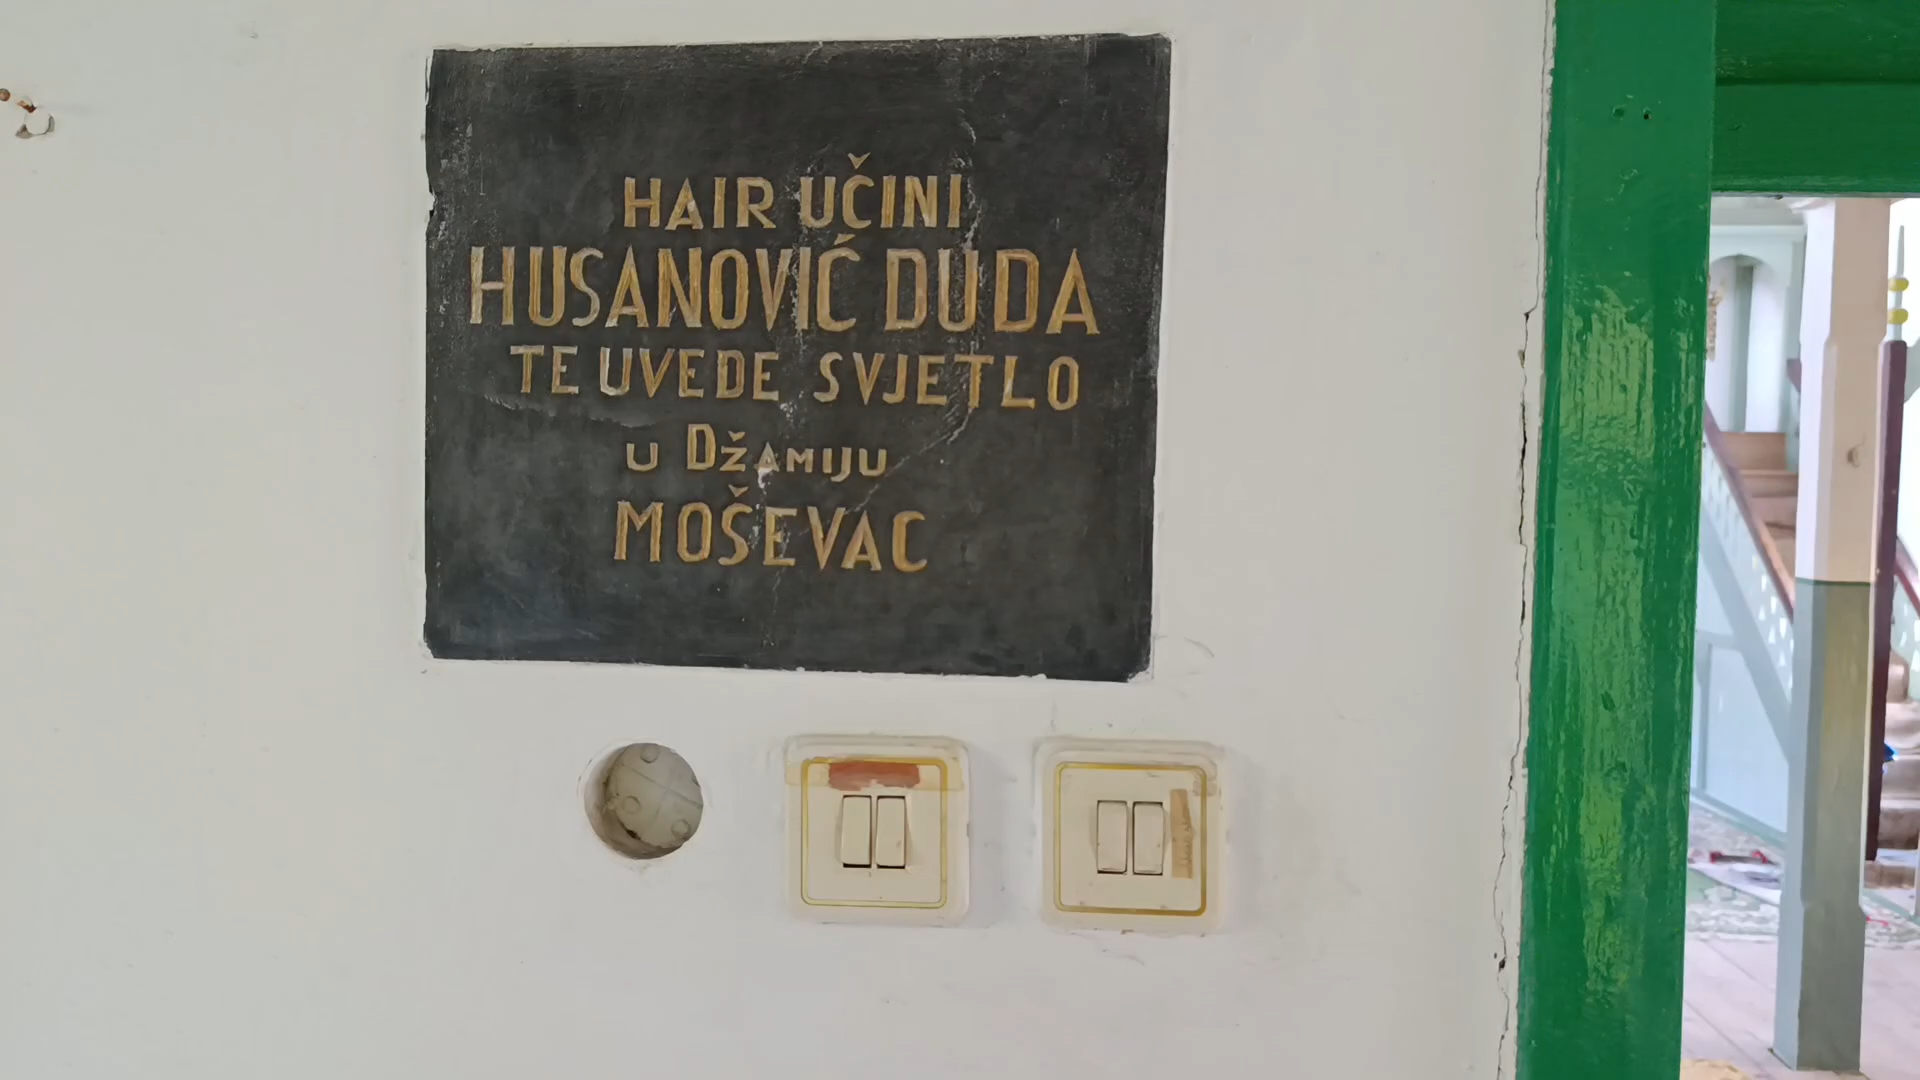 HAIR UČINI
HUSANOVIĆ DUDA
TE UVEDE SVJETLO
U DŽAMIJU
MOŠEVAC